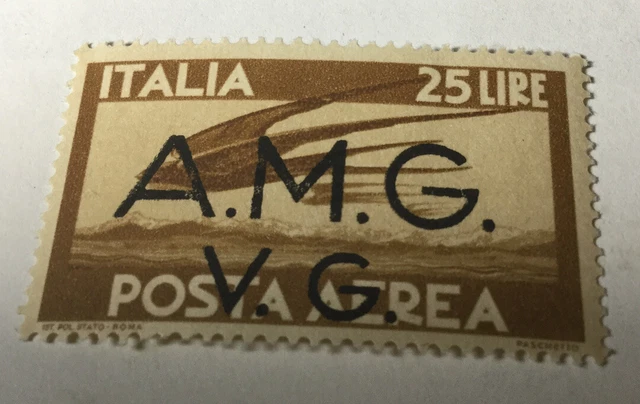 ITALIA 25 LIRE
A.M.G.
V. G.
POSTA AEREA
IST. POL. STATO - ROMA PASCHETTO